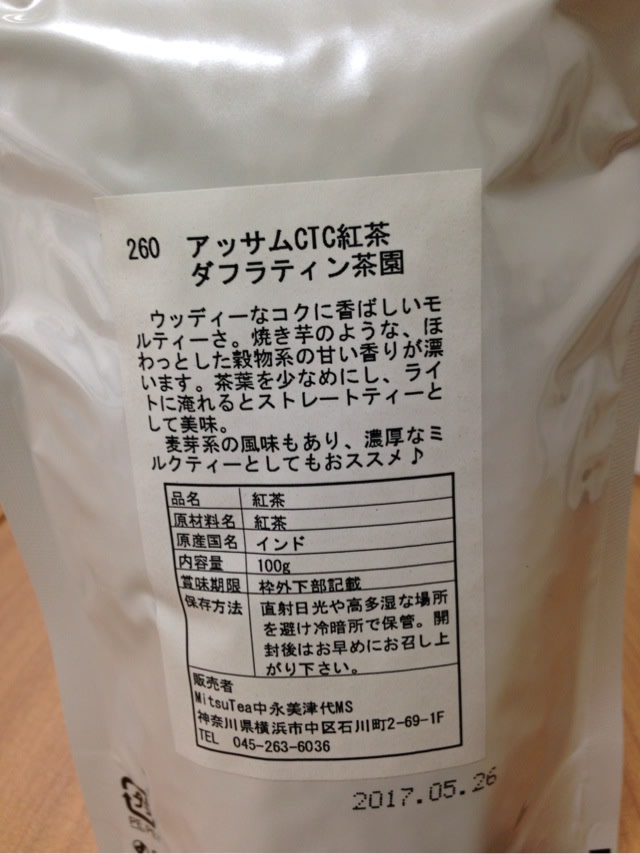 260 アッサムCTC紅茶
ダフラティン茶園
ウッディーなコクに香ばしいモ
ルティーさ。焼き芋のような、ほ
わっとした穀物系の甘い香りが漂
います。茶葉を少なめにし、ライ
トに淹れるとストレートティーと
して美味。
麦芽系の風味もあり、濃厚なミ
ルクティーとしてもおススメ♪
品名 紅茶
原材料名 紅茶
原産国名 インド
内容量 100g
賞味期限 枠外下部記載
保存方法 直射日光や高多湿な場所
を避け冷暗所で保管。開
封後はお早めにお召し上
がり下さい。
販売者
MitsuTea中永美津代MS
神奈川県横浜市中区石川町2-69-1F
TEL 045-263-6036
2017.05.26